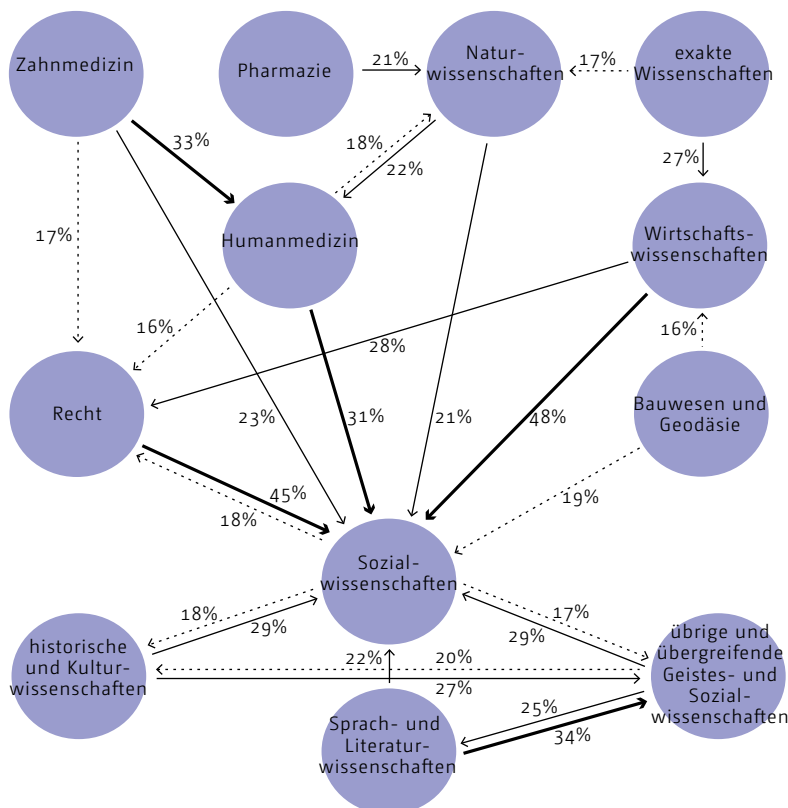 Zahnmedizin
Pharmazie
21%
Natur-
wissenschaften
17%
exakte
Wissenschaften
33%
18%
22%
27%
17%
Humanmedizin
Wirtschafts-
wissenschaften
16%
28%
16%
Recht
23%
31%
21%
48%
Bauwesen und
Geodäsie
45%
18%
19%
Sozial-
wissenschaften
18%
29%
17%
29%
historische
und Kultur-
wissenschaften
22%
20%
27%
übrige und
übergreifende
Geistes- und
Sozial-
wissenschaften
25%
34%
Sprach- und
Literatur-
wissenschaften